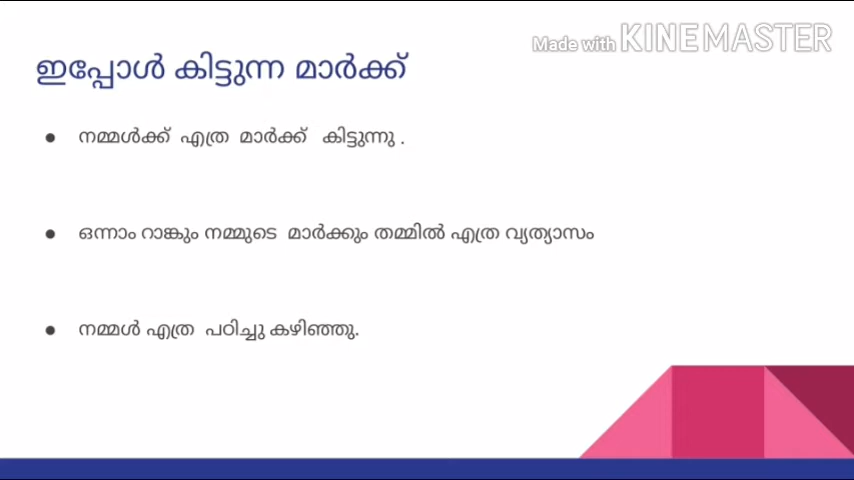 Made with KINEMASTER
ഇപ്പോൾ കിട്ടുന്ന മാർക്ക്
● നമ്മൾക്ക് എത്ര മാർക്ക് കിട്ടുന്നു .
● ഒന്നാം റാങ്കും നമ്മുടെ മാർക്കും തമ്മിൽ എത്ര വ്യത്യാസം
● നമ്മൾ എത്ര പഠിച്ചു കഴിഞ്ഞു.